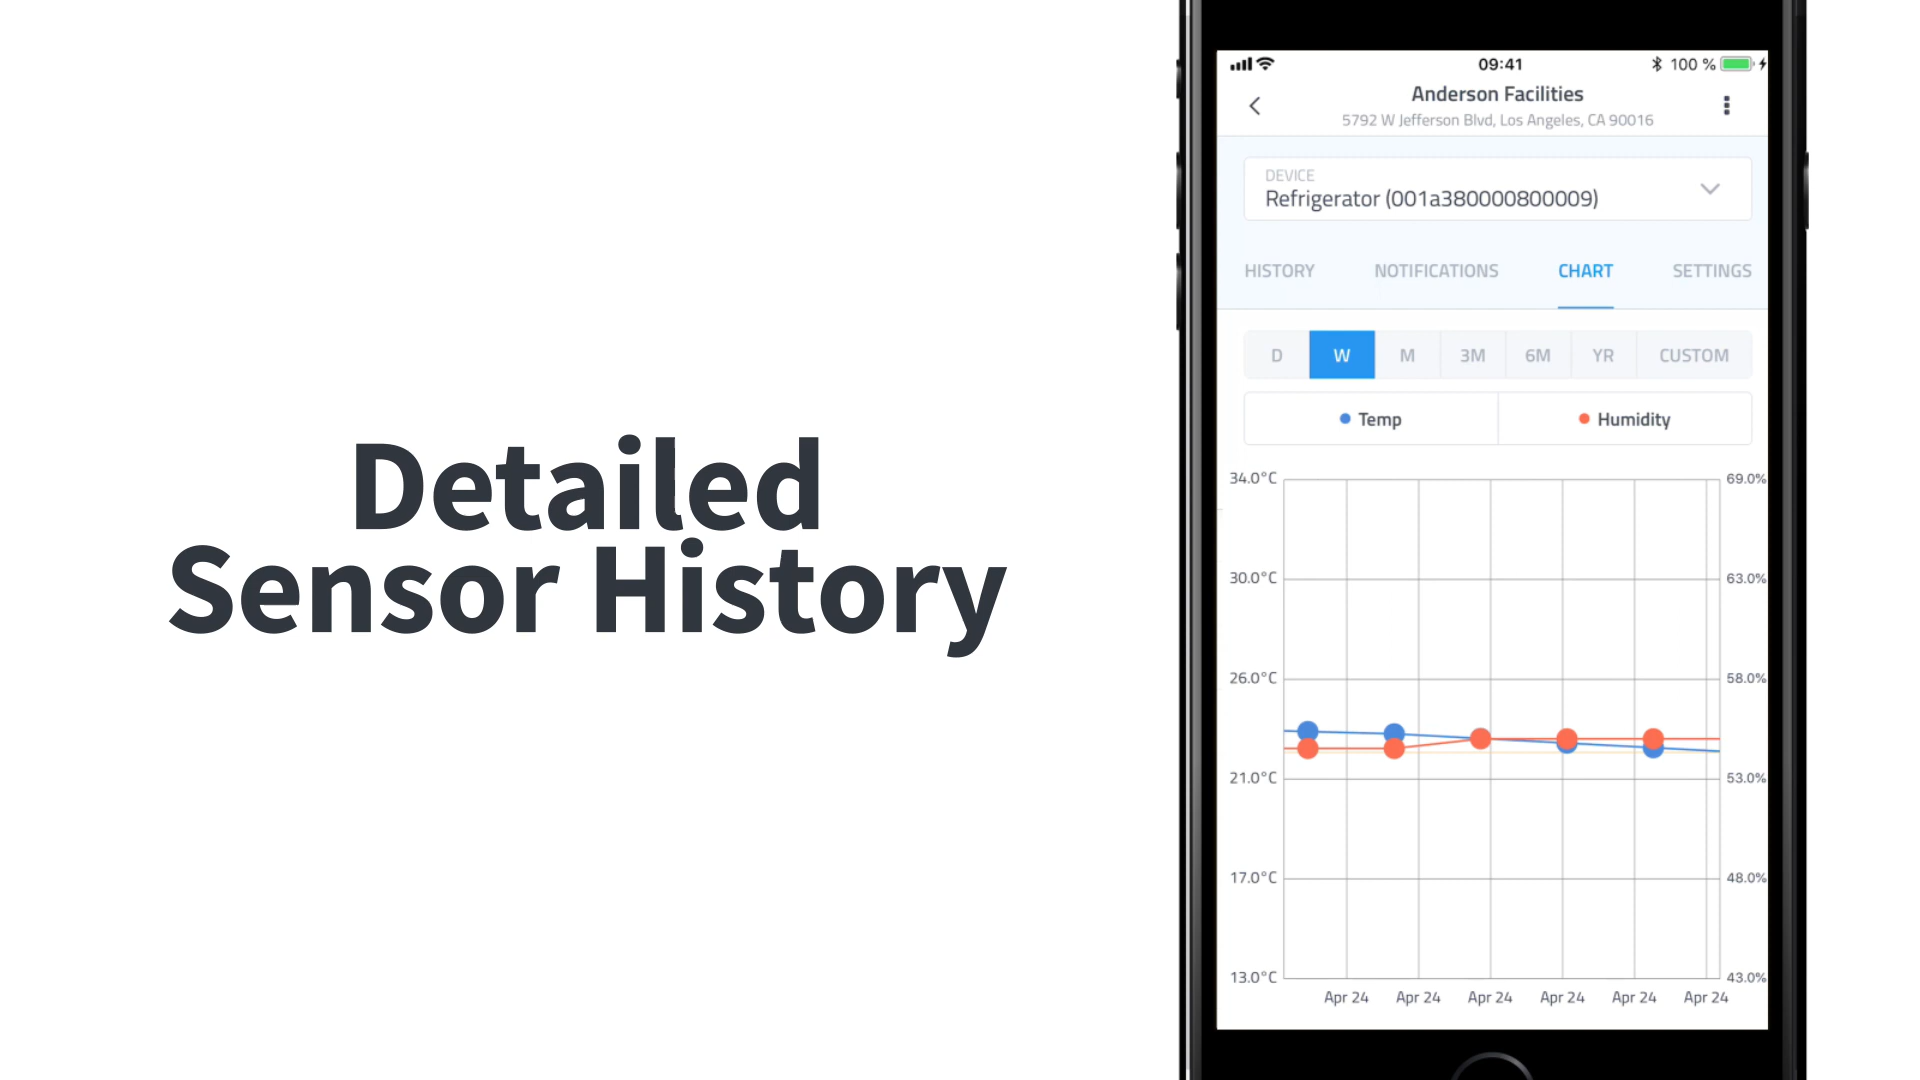 Detailed
Sensor History
09:41
100 %
Anderson Facilities
5792 W Jefferson Blvd, Los Angeles, CA 90016
DEVICE
Refrigerator (001a380000800009)
HISTORY NOTIFICATIONS CHART SETTINGS
D W M 3M 6M YR CUSTOM
Temp Humidity
34.0°C 69.0%
30.0°C 63.0%
26.0°C 58.0%
21.0°C 53.0%
17.0°C 48.0%
13.0°C 43.0%
Apr 24 Apr 24 Apr 24 Apr 24 Apr 24 Apr 24